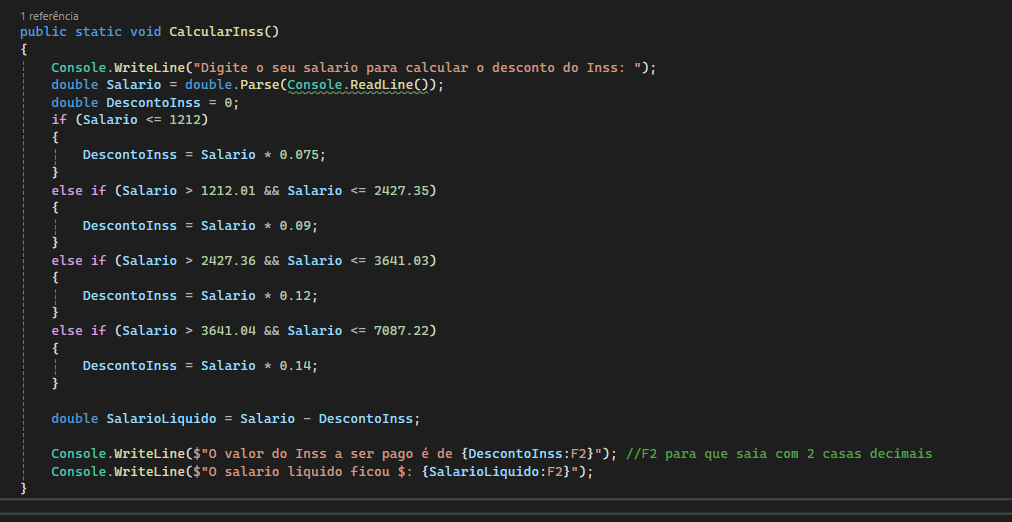 1 referência
public static void CalcularInss()
{
Console.WriteLine("Digite o seu salario para calcular o desconto do Inss: ");
double Salario = double.Parse(Console.ReadLine());
double DescontoInss = 0;
if (Salario <= 1212)
{
DescontoInss = Salario * 0.075;
}
else if (Salario > 1212.01 && Salario <= 2427.35)
{
DescontoInss = Salario * 0.09;
}
else if (Salario > 2427.36 && Salario <= 3641.03)
{
DescontoInss = Salario * 0.12;
}
else if (Salario > 3641.04 && Salario <= 7087.22)
{
DescontoInss = Salario * 0.14;
}
double SalarioLiquido = Salario - DescontoInss;
Console.WriteLine($"O valor do Inss a ser pago é de {DescontoInss:F2}"); //F2 para que saia com 2 casas decimais
Console.WriteLine($"O salario liquido ficou $: {SalarioLiquido:F2}");
}